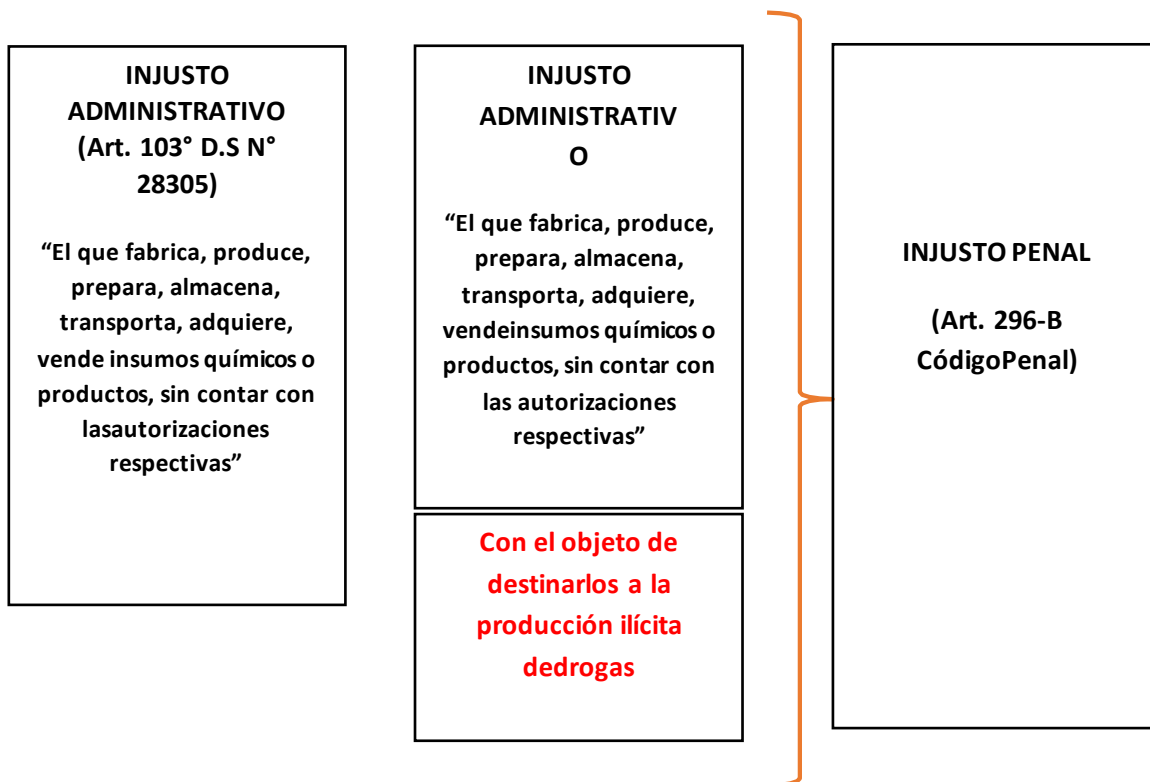 INJUSTO
ADMINISTRATIVO
(Art. 103° D.S N°
28305)
“El que fabrica, produce,
prepara, almacena,
transporta, adquiere,
vende insumos químicos o
productos, sin contar con
lasautorizaciones
respectivas”
INJUSTO
ADMINISTRATIV
O
“El que fabrica, produce,
prepara, almacena,
transporta, adquiere,
vendeinsumos químicos o
productos, sin contar con
las autorizaciones
respectivas”
Con el objeto de
destinarlos a la
producción ilícita
dedrogas
INJUSTO PENAL
(Art. 296-B
CódigoPenal)